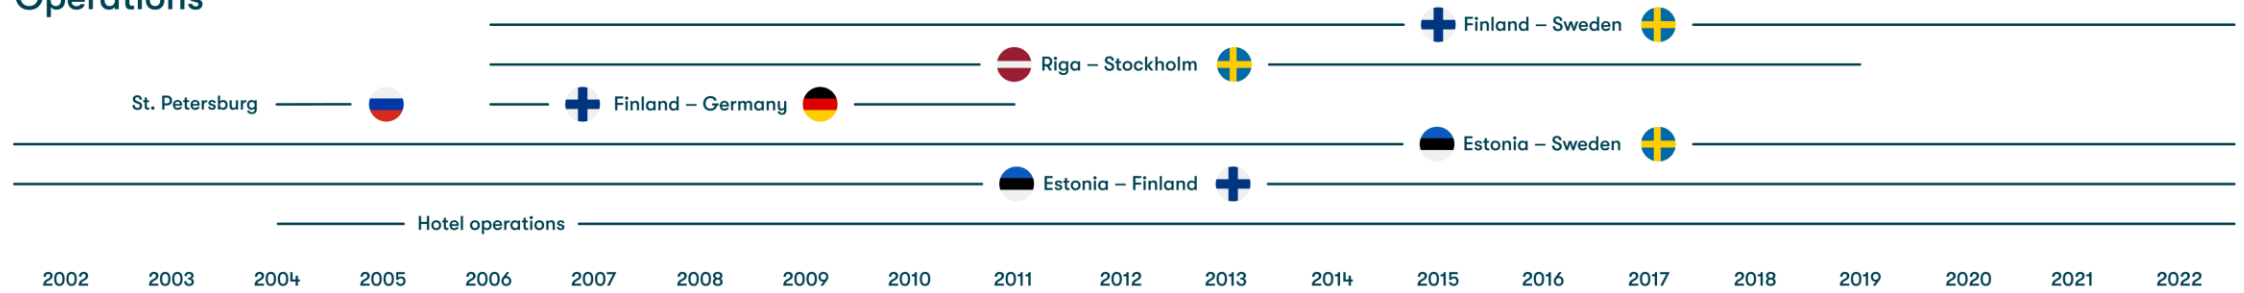 Operations
Finland – Sweden
Riga – Stockholm
St. Petersburg Finland – Germany
Estonia – Sweden
Estonia – Finland
Hotel operations
2002 2003 2004 2005 2006 2007 2008 2009 2010 2011 2012 2013 2014 2015 2016 2017 2018 2019 2020 2021 2022